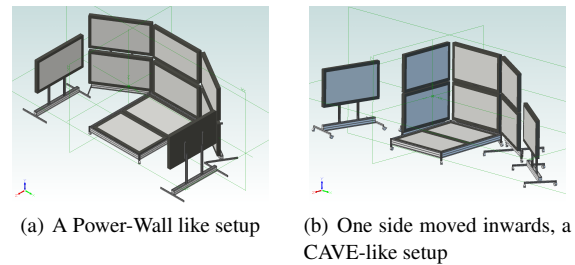 (a) A Power-Wall like setup
(b) One side moved inwards, a
CAVE-like setup